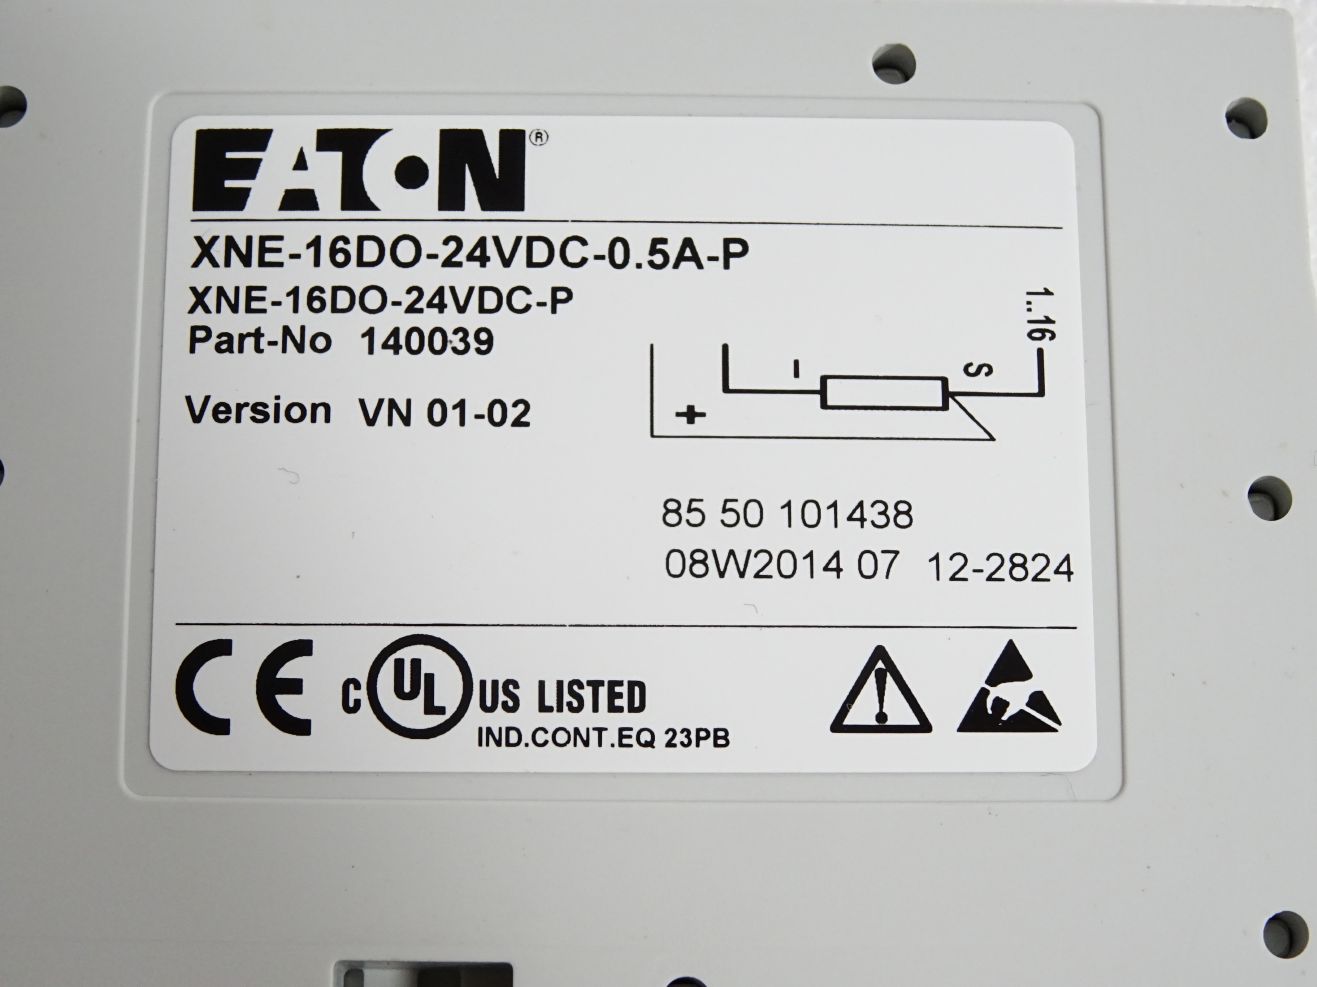 EATON®
XNE-16DO-24VDC-0.5A-P
XNE-16DO-24VDC-P
Part-No 140039
Version VN 01-02
1..16
S
85 50 101438
08W2014 07 12-2824
CE
C UL US LISTED
IND.CONT.EQ 23PB